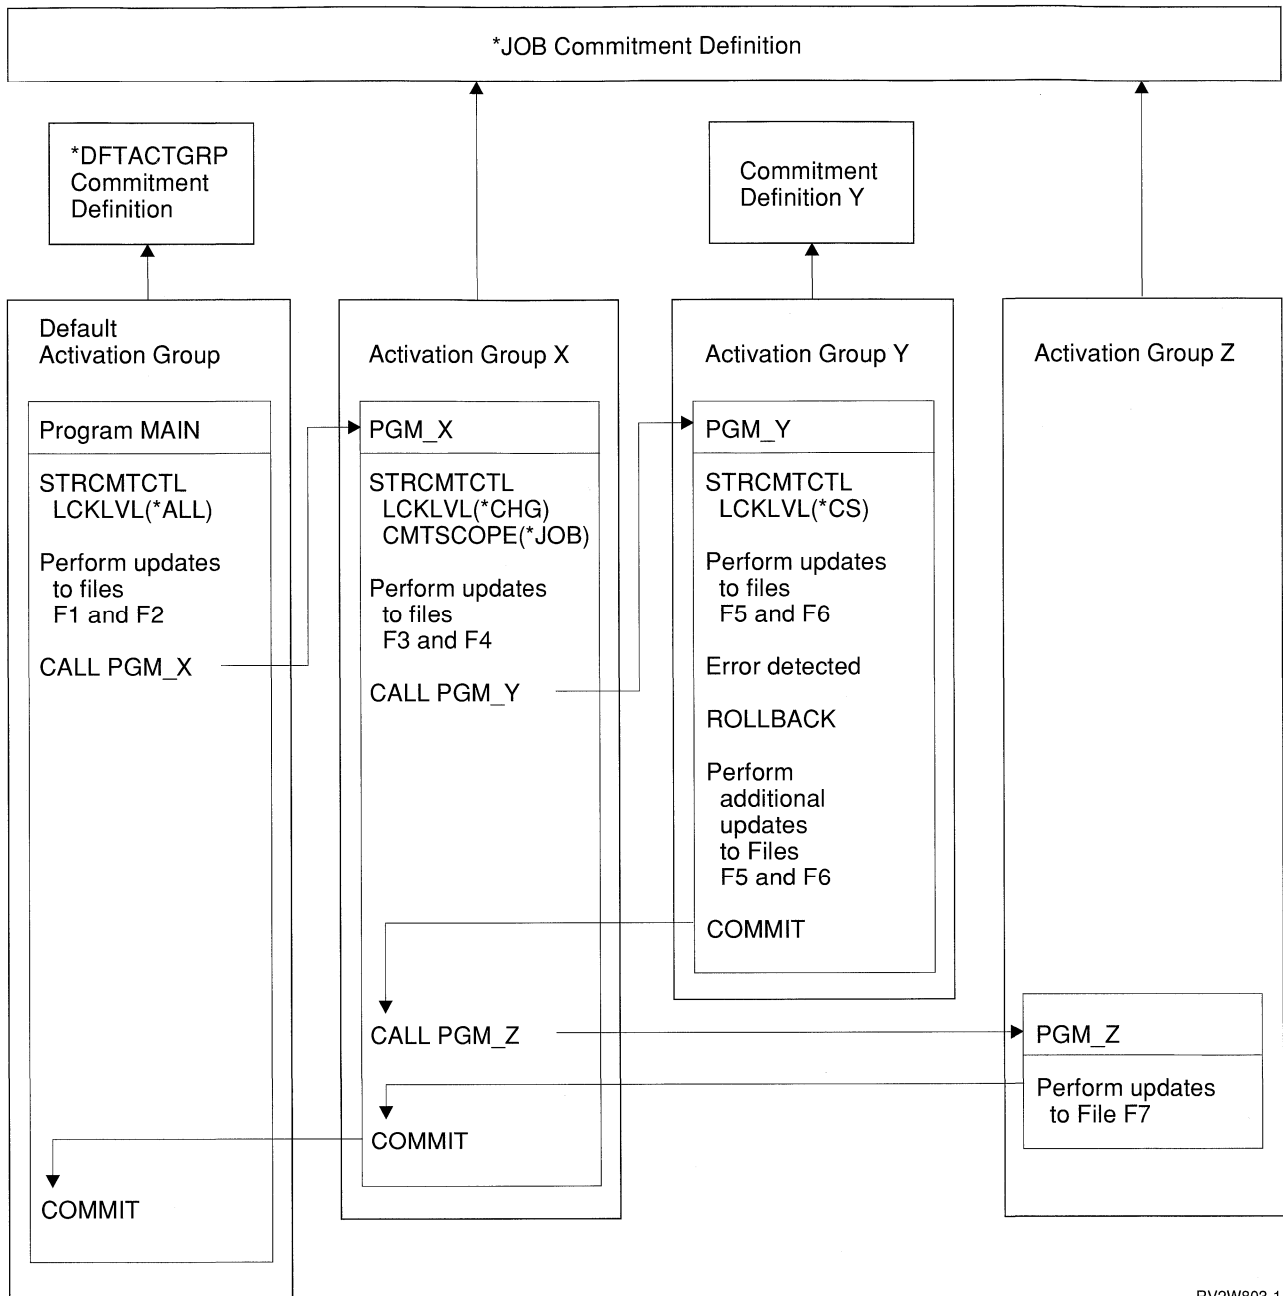 *JOB Commitment Definition
*DFTACTGRP
Commitment
Definition
Commitment
Definition Y
Default
Activation Group
Program MAIN
STRCMTCTL
LCKLVL(*ALL)
Perform updates
to files
F1 and F2
CALL PGM_X
COMMIT
Activation Group X
PGM_X
STRCMTCTL
LCKLVL(*CHG)
CMTSCOPE(*JOB)
Perform updates
to files
F3 and F4
CALL PGM_Y
CALL PGM_Z
COMMIT
Activation Group Y
PGM_Y
STRCMTCTL
LCKLVL(*CS)
Perform updates
to files
F5 and F6
Error detected
ROLLBACK
Perform
additional
updates
to Files
F5 and F6
COMMIT
Activation Group Z
PGM_Z
Perform updates
to File F7